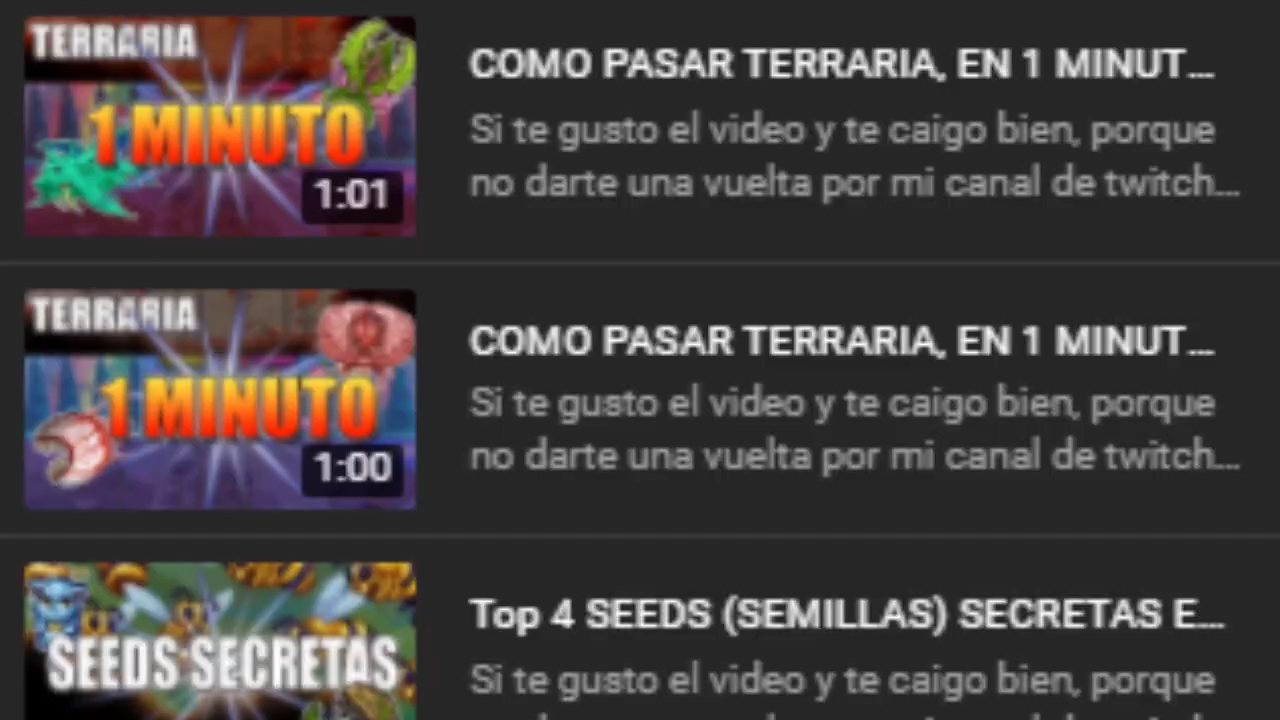 TERRARIA
1 MINUTO
1:01
COMO PASAR TERRARIA, EN 1 MINUT...
Si te gusto el video y te caigo bien, porque
no darte una vuelta por mi canal de twitch...
TERRARIA
1 MINUTO
1:00
COMO PASAR TERRARIA, EN 1 MINUT...
Si te gusto el video y te caigo bien, porque
no darte una vuelta por mi canal de twitch...
SEEDS SECRETAS
Top 4 SEEDS (SEMILLAS) SECRETAS E...
Si te gusto el video y te caigo bien, porque